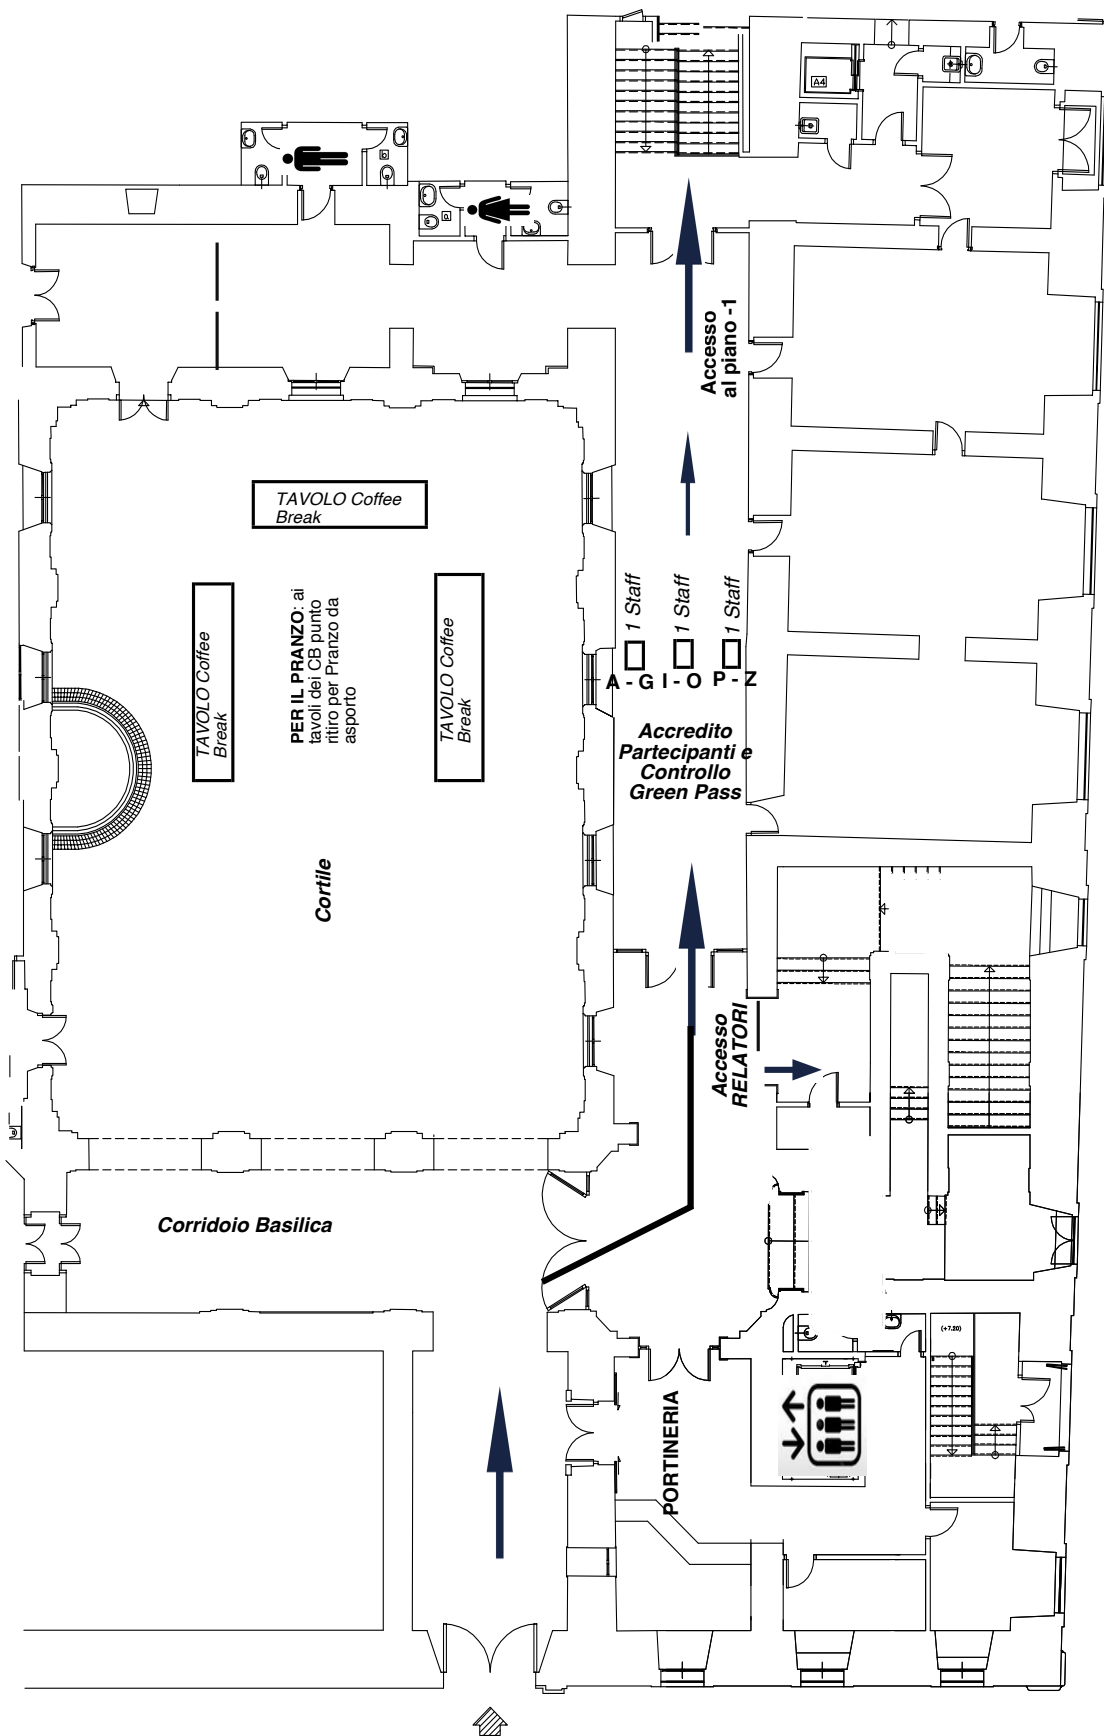 A4
Accesso
al piano -1
TAVOLO Coffee
Break
TAVOLO Coffee
Break
PER IL PRANZO: ai
tavoli dei CB punto
ritiro per Pranzo da
asporto
TAVOLO Coffee
Break
1 Staff
1 Staff
1 Staff
A - G I - O P - Z
Accredito
Partecipanti e
Controllo
Green Pass
Cortile
Accesso
RELATORI
Corridoio Basilica
(+7.20)
PORTINERIA